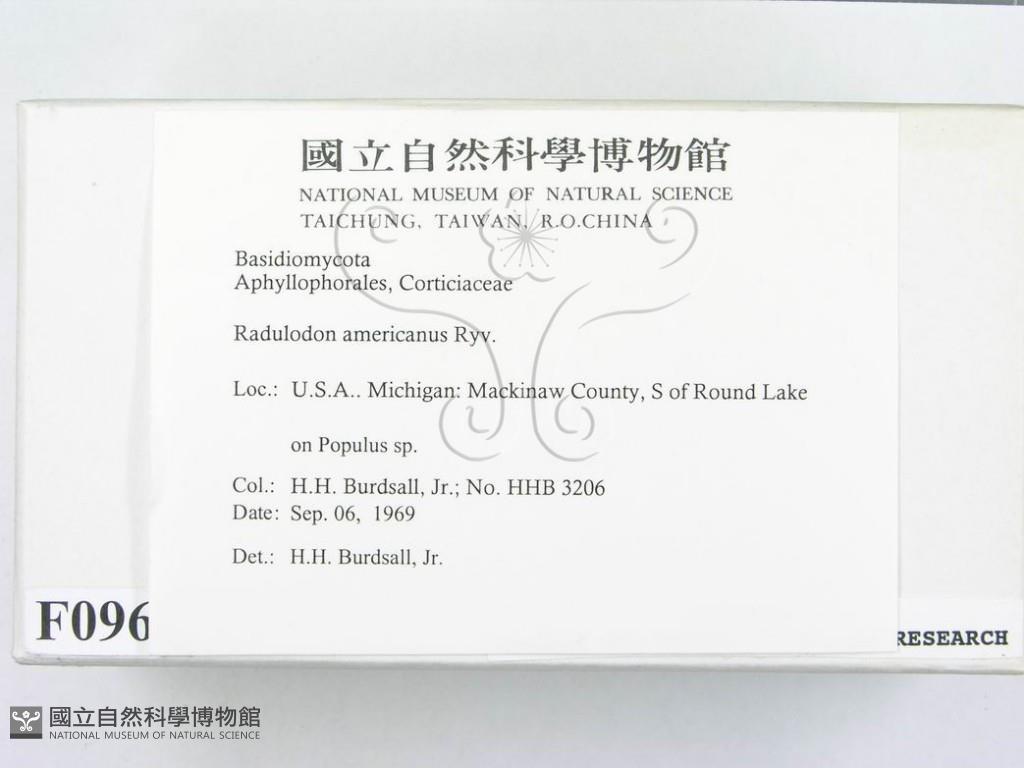 國立自然科學博物館
NATIONAL MUSEUM OF NATURAL SCIENCE
TAICHUNG, TAIWAN, R.O.CHINA
Basidiomycota
Aphyllophorales, Corticiaceae
Radulodon americanus Ryv.
Loc.: U.S.A.. Michigan: Mackinaw County, S of Round Lake
on Populus sp.
Col.: H.H. Burdsall, Jr.; No. HHB 3206
Date: Sep. 06, 1969
Det.: H.H. Burdsall, Jr.
F096
RESEARCH
國立自然科學博物館
NATIONAL MUSEUM OF NATURAL SCIENCE